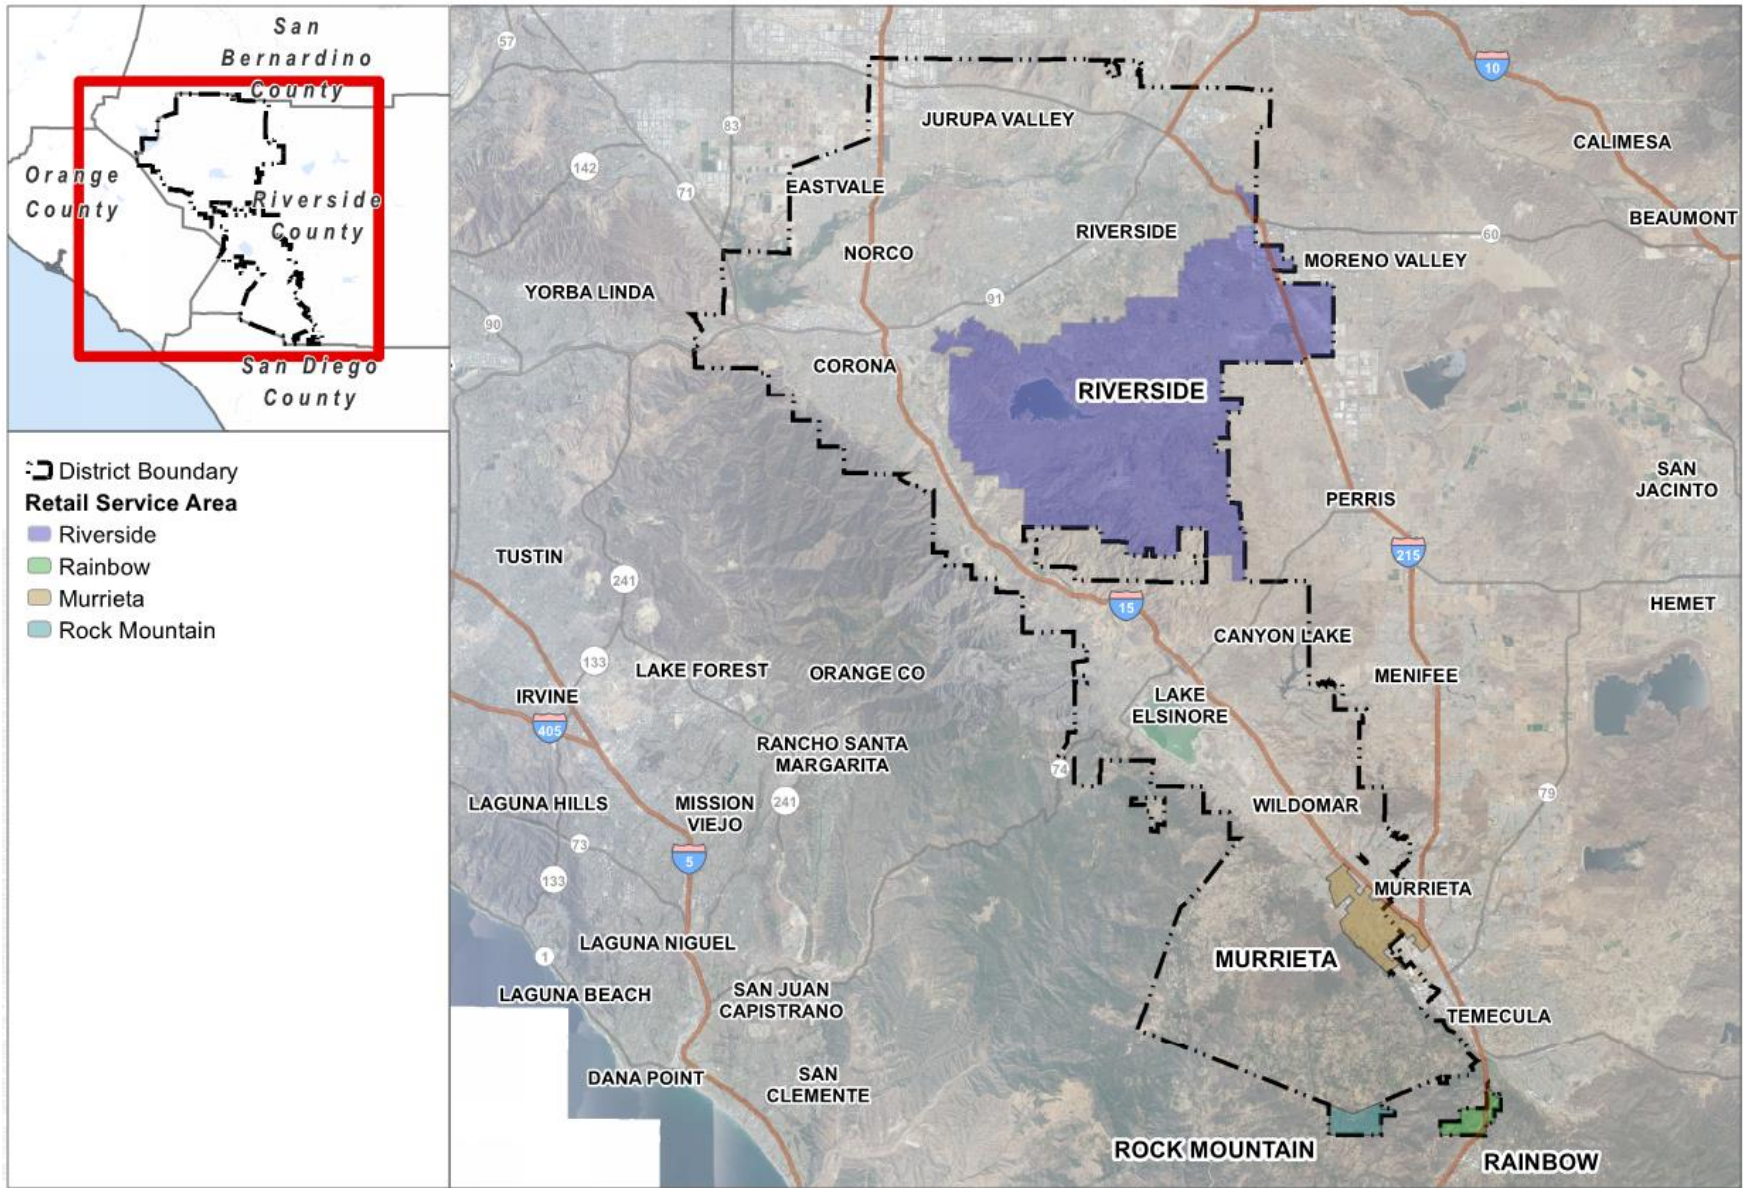 San
Bernardino
County
Orange
County
Riverside
County
San Diego
County
District Boundary
Retail Service Area
Riverside
Rainbow
Murrieta
Rock Mountain
57
10
83
JURUPA VALLEY
CALIMESA
142
71
EASTVALE
BEAUMONT
RIVERSIDE
60
NORCO
MORENO VALLEY
YORBA LINDA
91
90
CORONA
RIVERSIDE
SAN
JACINTO
PERRIS
TUSTIN
215
241
15
HEMET
CANYON LAKE
133
LAKE FOREST
ORANGE CO
MENIFEE
IRVINE
LAKE
ELSINORE
405
RANCHO SANTA
MARGARITA
74
79
LAGUNA HILLS
MISSION
VIEJO
241
WILDOMAR
73
5
133
MURRIETA
LAGUNA NIGUEL
1
MURRIETA
LAGUNA BEACH
SAN JUAN
CAPISTRANO
TEMECULA
DANA POINT
SAN
CLEMENTE
ROCK MOUNTAIN
RAINBOW